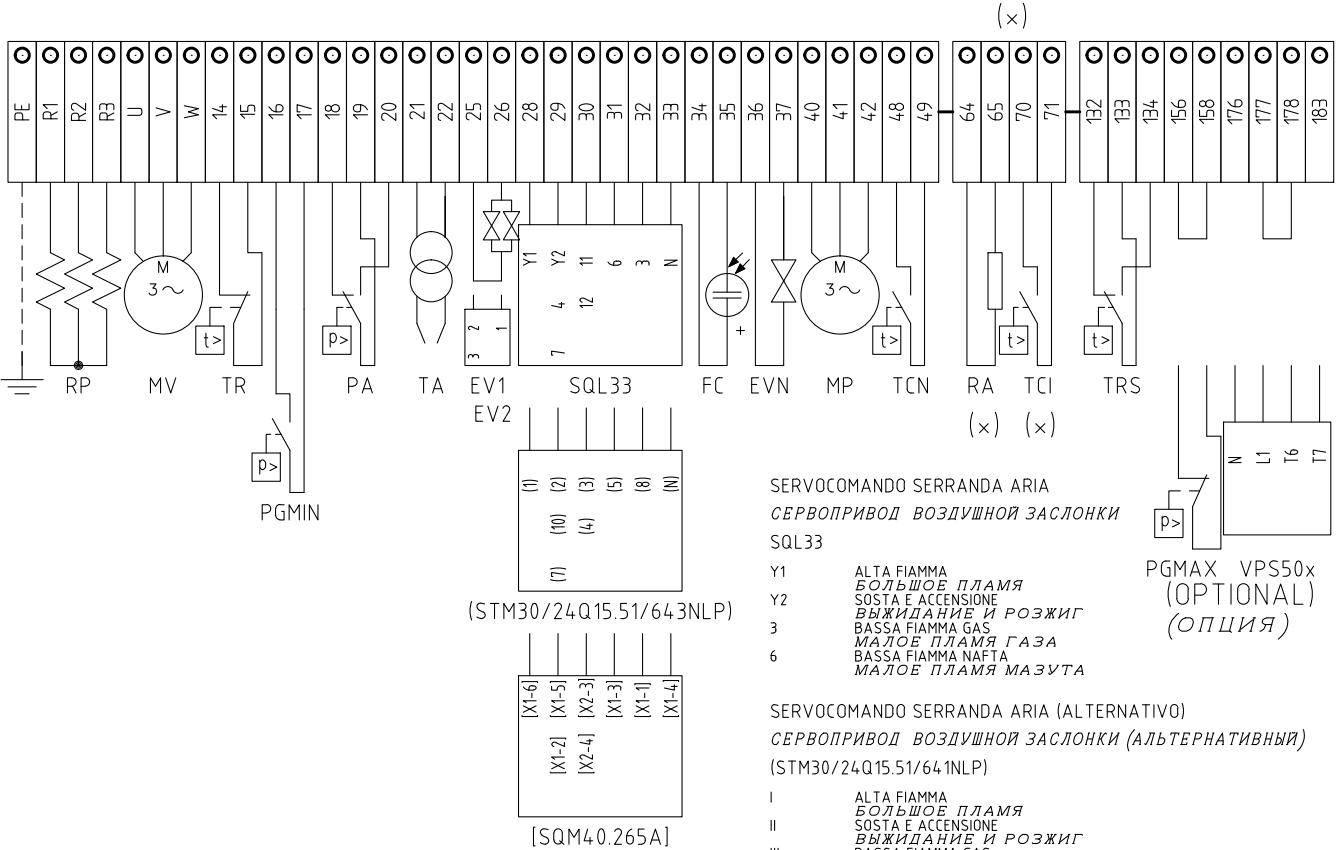 (x)
PE R1 R2 R3 U V W 14 15 16 17 18 19 20 21 22 25 26 28 29 30 31 32 33 34 35 36 37 40 41 42 48 49 64 65 70 71 132 133 134 156 158 176 177 178 183
Y1 Y2 11 6 3 N
4 12
7
M
3~
M
3~
t>
p>
2 1
3
+
t>
t>
t>
RP MV TR PA TA EV1 SQL33 FC EVN MP TCN RA TCI TRS
EV2
(x) (x)
p>
PGMIN
(1) (2) (3) (5) (8) (N)
(10) (4)
(7)
(STM30/24Q15.51/643NLP)
[X1-6] [X1-5] [X2-3] [X1-3] [X1-1] [X1-4]
[X1-2] [X2-4]
[SQM40.265A]
N L1 T6 T7
p>
PGMAX VPS50x
(OPTIONAL)
(ОПЦИЯ)
SERVOCOMANDO SERRANDA ARIA
СЕРВОПРИВОД ВОЗДУШНОЙ ЗАСЛОНКИ
SQL33
Y1 ALTA FIAMMA
БОЛЬШОЕ ПЛАМЯ
Y2 SOSTA E ACCENSIONE
ВЫЖИДАНИЕ И РОЗЖИГ
3 BASSA FIAMMA GAS
МАЛОЕ ПЛАМЯ ГАЗА
6 BASSA FIAMMA NAFTA
МАЛОЕ ПЛАМЯ МАЗУТА
SERVOCOMANDO SERRANDA ARIA (ALTERNATIVO)
СЕРВОПРИВОД ВОЗДУШНОЙ ЗАСЛОНКИ (АЛЬТЕРНАТИВНЫЙ)
(STM30/24Q15.51/641NLP)
I ALTA FIAMMA
БОЛЬШОЕ ПЛАМЯ
II SOSTA E ACCENSIONE
ВЫЖИДАНИЕ И РОЗЖИГ
III BASSA FIAMMA GAS